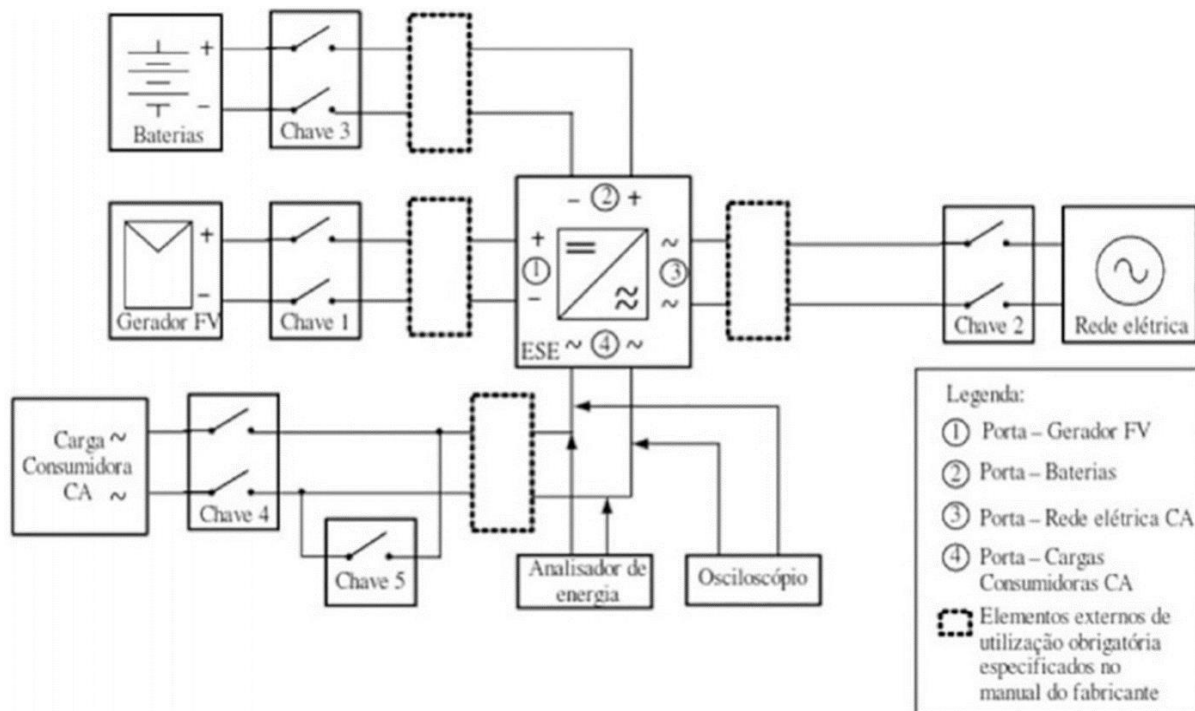 +
−
Baterias
Chave 3
+
−
Gerador FV
Chave 1
− ② +
+
①
−
~
③
~
ESE ~ ④ ~
Chave 2
Rede elétrica
Carga ~
Consumidora
CA ~
Chave 4
Chave 5
Analisador de
energia
Osciloscópio
Legenda:
① Porta – Gerador FV
② Porta – Baterias
③ Porta – Rede elétrica CA
④ Porta – Cargas
Consumidoras CA
Elementos externos de
utilização obrigatória
especificados no
manual do fabricante